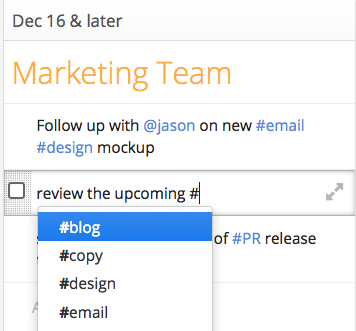 Dec 16 & later
Marketing Team
Follow up with @jason on new #email
#design mockup
review the upcoming #
#blog
of #PR release
#copy
#design
#email